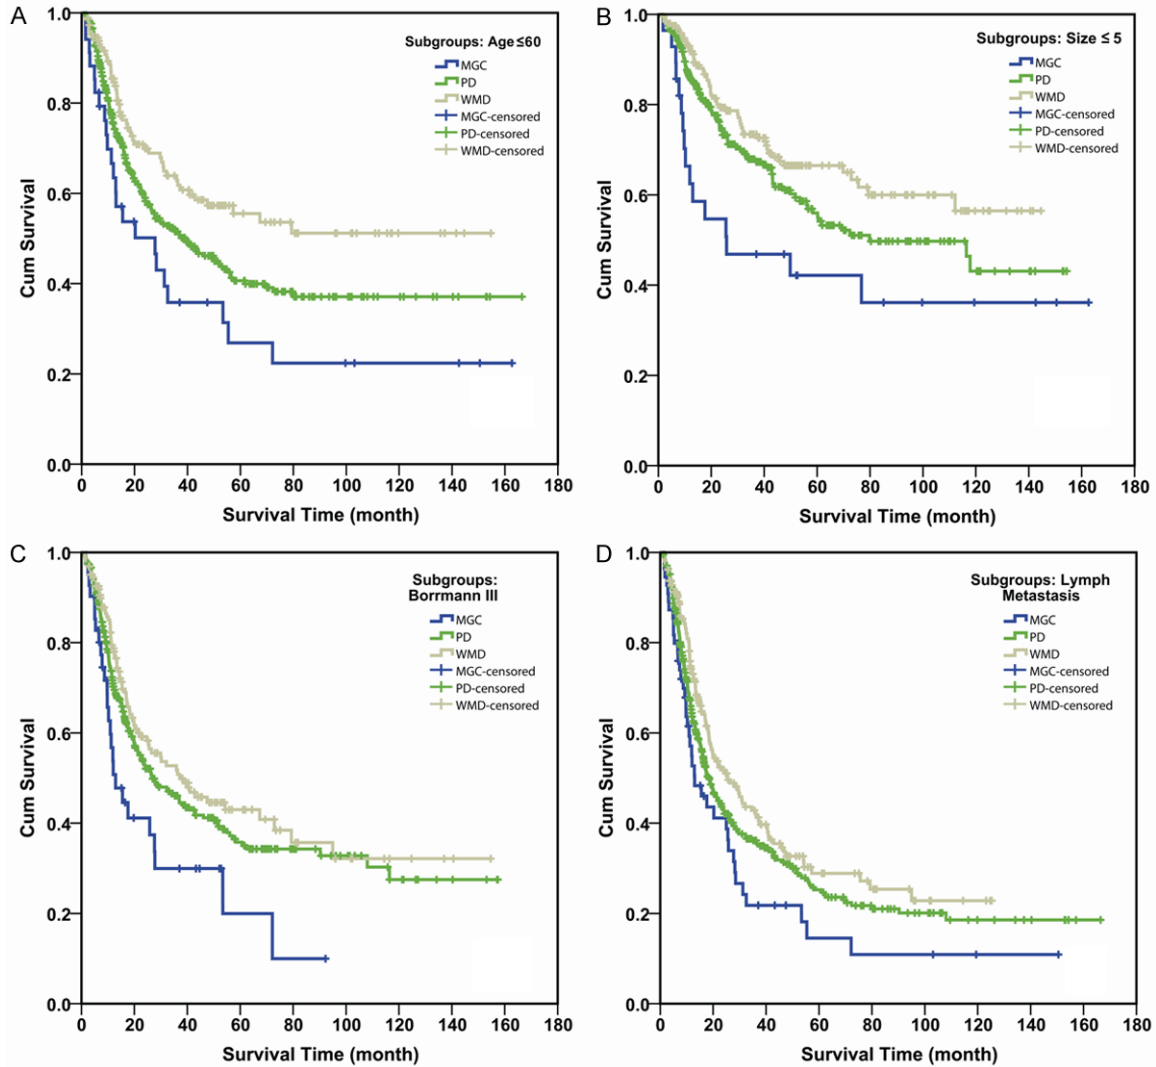 A
Subgroups: Age≤60
MGC
PD
WMD
MGC-censored
PD-censored
WMD-censored
Cum Survival
1.0
0.8
0.6
0.4
0.2
0.0
0 20 40 60 80 100 120 140 160 180
Survival Time (month)
B
Subgroups: Size ≤ 5
MGC
PD
WMD
MGC-censored
PD-censored
WMD-censored
Cum Survival
1.0
0.8
0.6
0.4
0.2
0.0
0 20 40 60 80 100 120 140 160 180
Survival Time (month)
C
Subgroups:
Borrmann III
MGC
PD
WMD
MGC-censored
PD-censored
WMD-censored
Cum Survival
1.0
0.8
0.6
0.4
0.2
0.0
0 20 40 60 80 100 120 140 160 180
Survival Time (month)
D
Subgroups: Lymph
Metastasis
MGC
PD
WMD
MGC-censored
PD-censored
WMD-censored
Cum Survival
1.0
0.8
0.6
0.4
0.2
0.0
0 20 40 60 80 100 120 140 160 180
Survival Time (month)